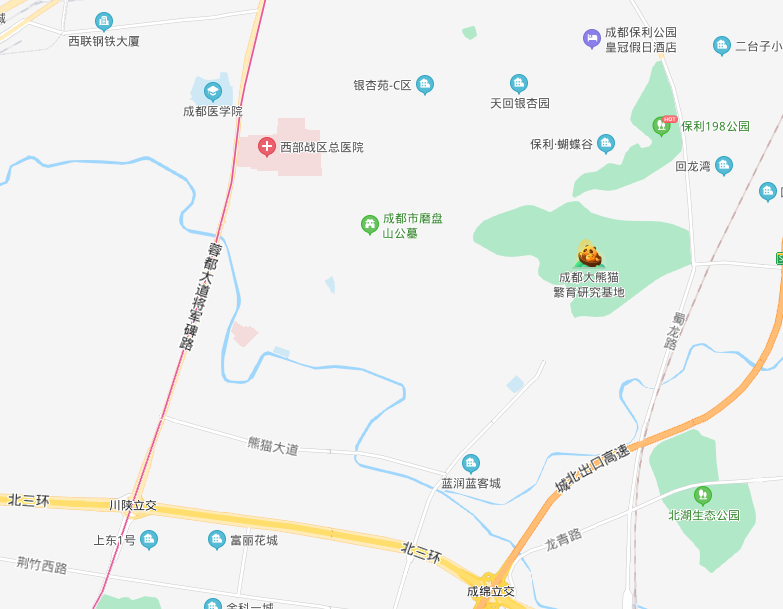 城
西联钢铁大厦
成都保利公园
皇冠假日酒店
二台子小
银杏苑-C区
天回银杏园
成都医学院
HOT
保利198公园
西部战区总医院
保利·蝴蝶谷
回龙湾
成都市磨盘
山公墓
S
成都大熊猫
繁育研究基地
蓉都大道将军碑路
蜀龙路
熊猫大道
城北出口高速
蓝润蓝客城
北三环
川陕立交
北湖生态公园
上东1号
富丽花城
龙青路
北三环
荆竹西路
成绵立交
金科一城